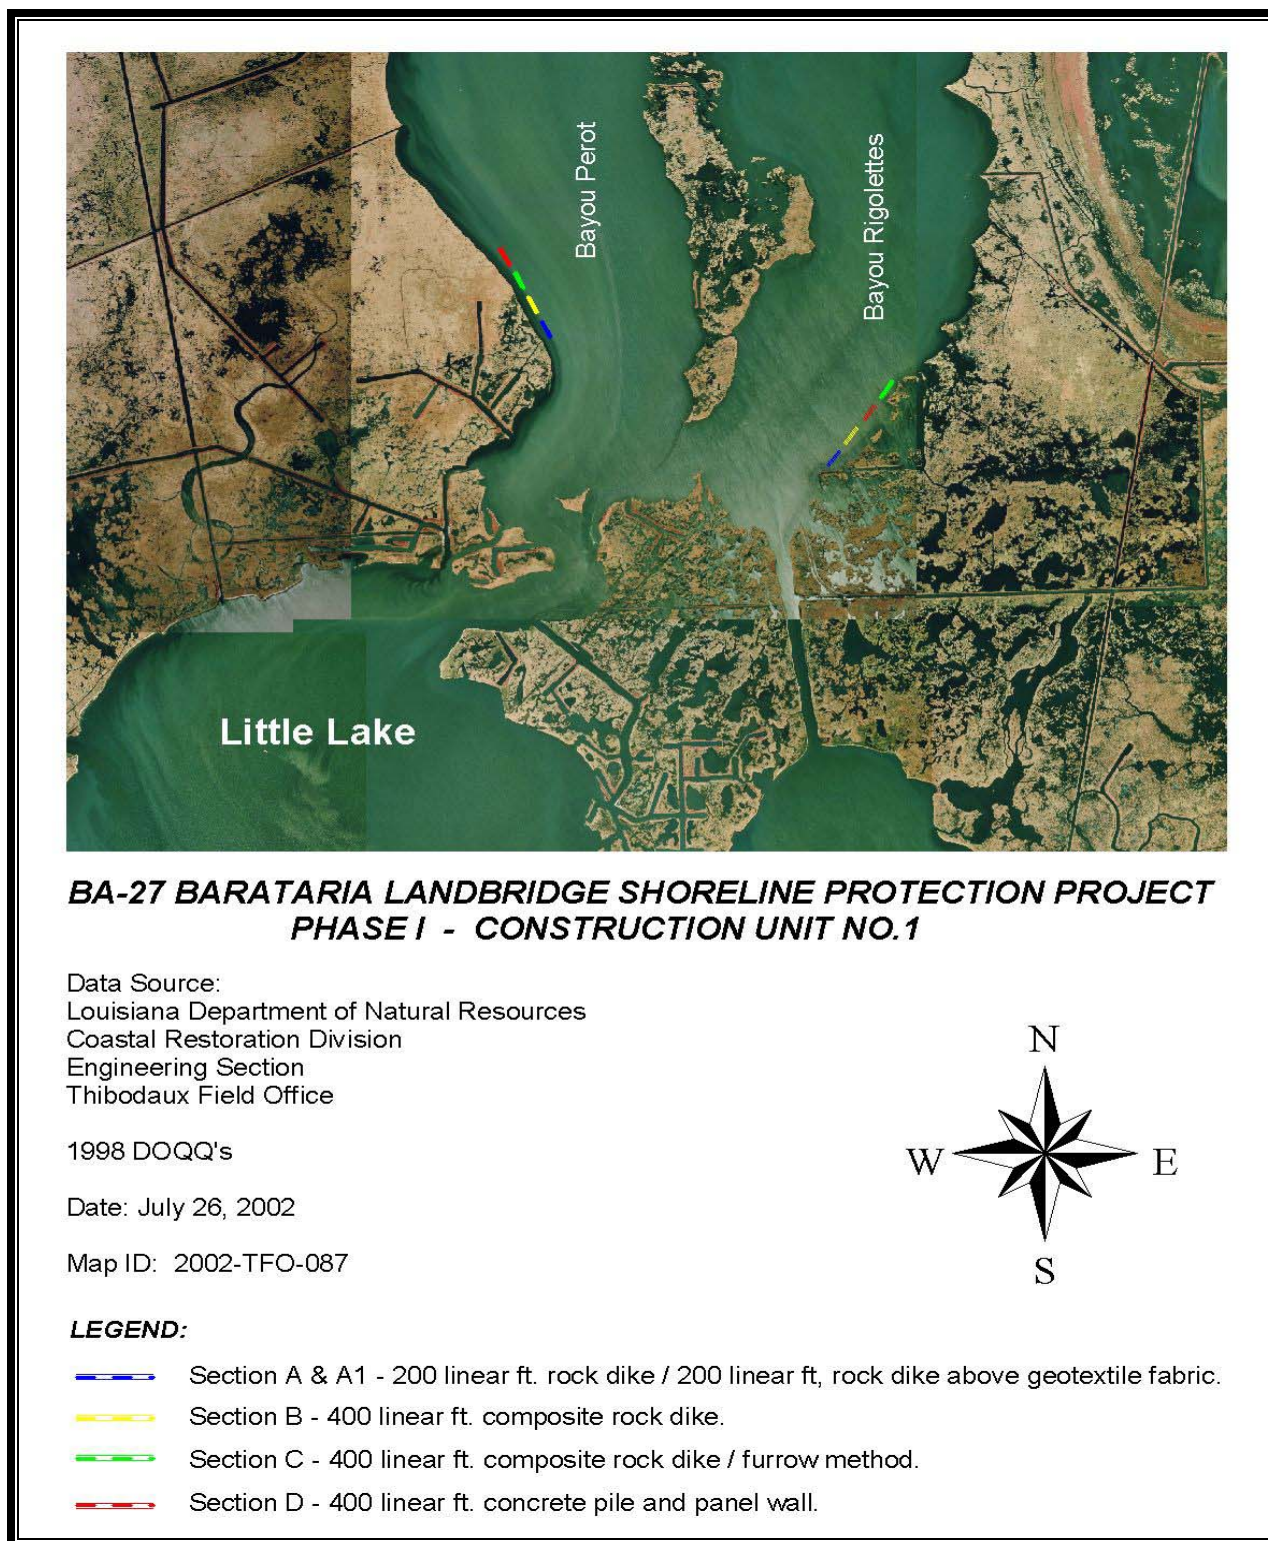 Bayou Perot
Bayou Rigolettes
Little Lake
BA-27 BARATARIA LANDBRIDGE SHORELINE PROTECTION PROJECT
PHASE I - CONSTRUCTION UNIT NO.1
Data Source:
Louisiana Department of Natural Resources
Coastal Restoration Division
Engineering Section
Thibodaux Field Office
1998 DOQQ's
Date: July 26, 2002
Map ID: 2002-TFO-087
N
W
E
S
LEGEND:
Section A & A1 - 200 linear ft. rock dike / 200 linear ft, rock dike above geotextile fabric.
Section B - 400 linear ft. composite rock dike.
Section C - 400 linear ft. composite rock dike / furrow method.
Section D - 400 linear ft. concrete pile and panel wall.